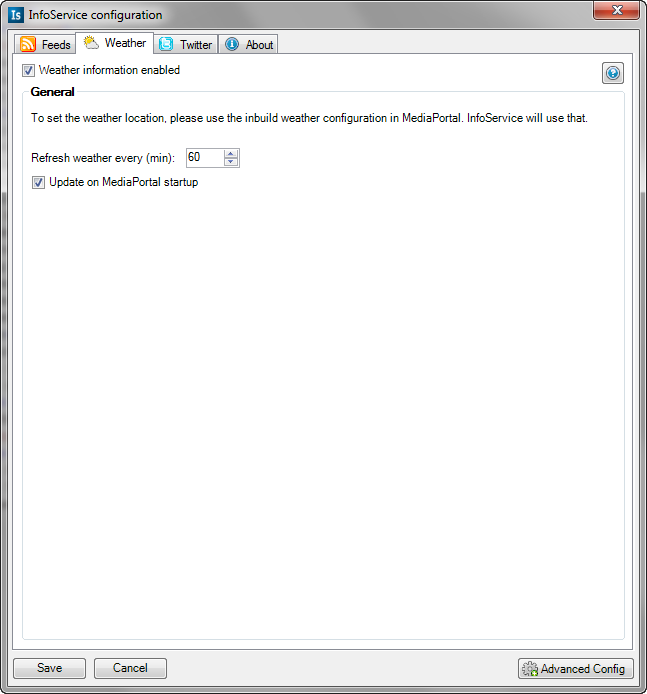 Is InfoService configuration
Feeds Weather Twitter About
Weather information enabled
General
To set the weather location, please use the inbuild weather configuration in MediaPortal. InfoService will use that.
Refresh weather every (min): 60
Update on MediaPortal startup
Save Cancel Advanced Config